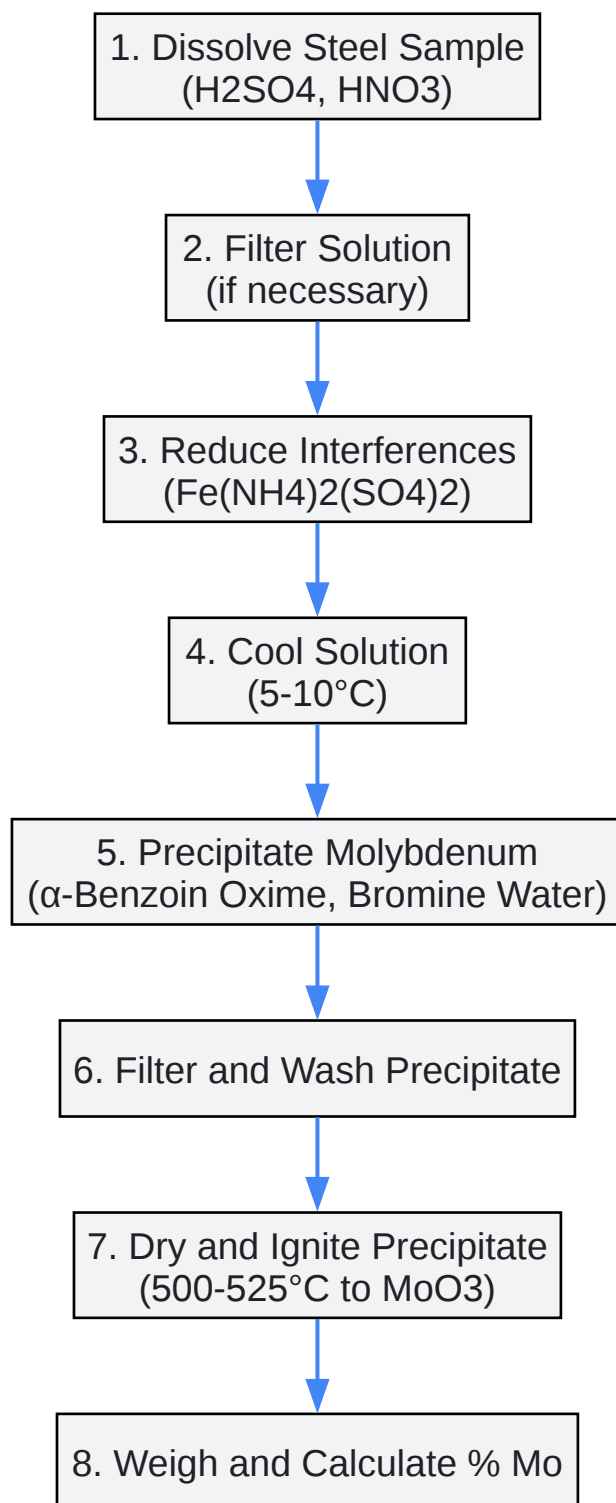 1. Dissolve Steel Sample
(H2SO4, HNO3)
2. Filter Solution
(if necessary)
3. Reduce Interferences
(Fe(NH4)2(SO4)2)
4. Cool Solution
(5-10°C)
5. Precipitate Molybdenum
(α-Benzoin Oxime, Bromine Water)
6. Filter and Wash Precipitate
7. Dry and Ignite Precipitate
(500-525°C to MoO3)
8. Weigh and Calculate % Mo